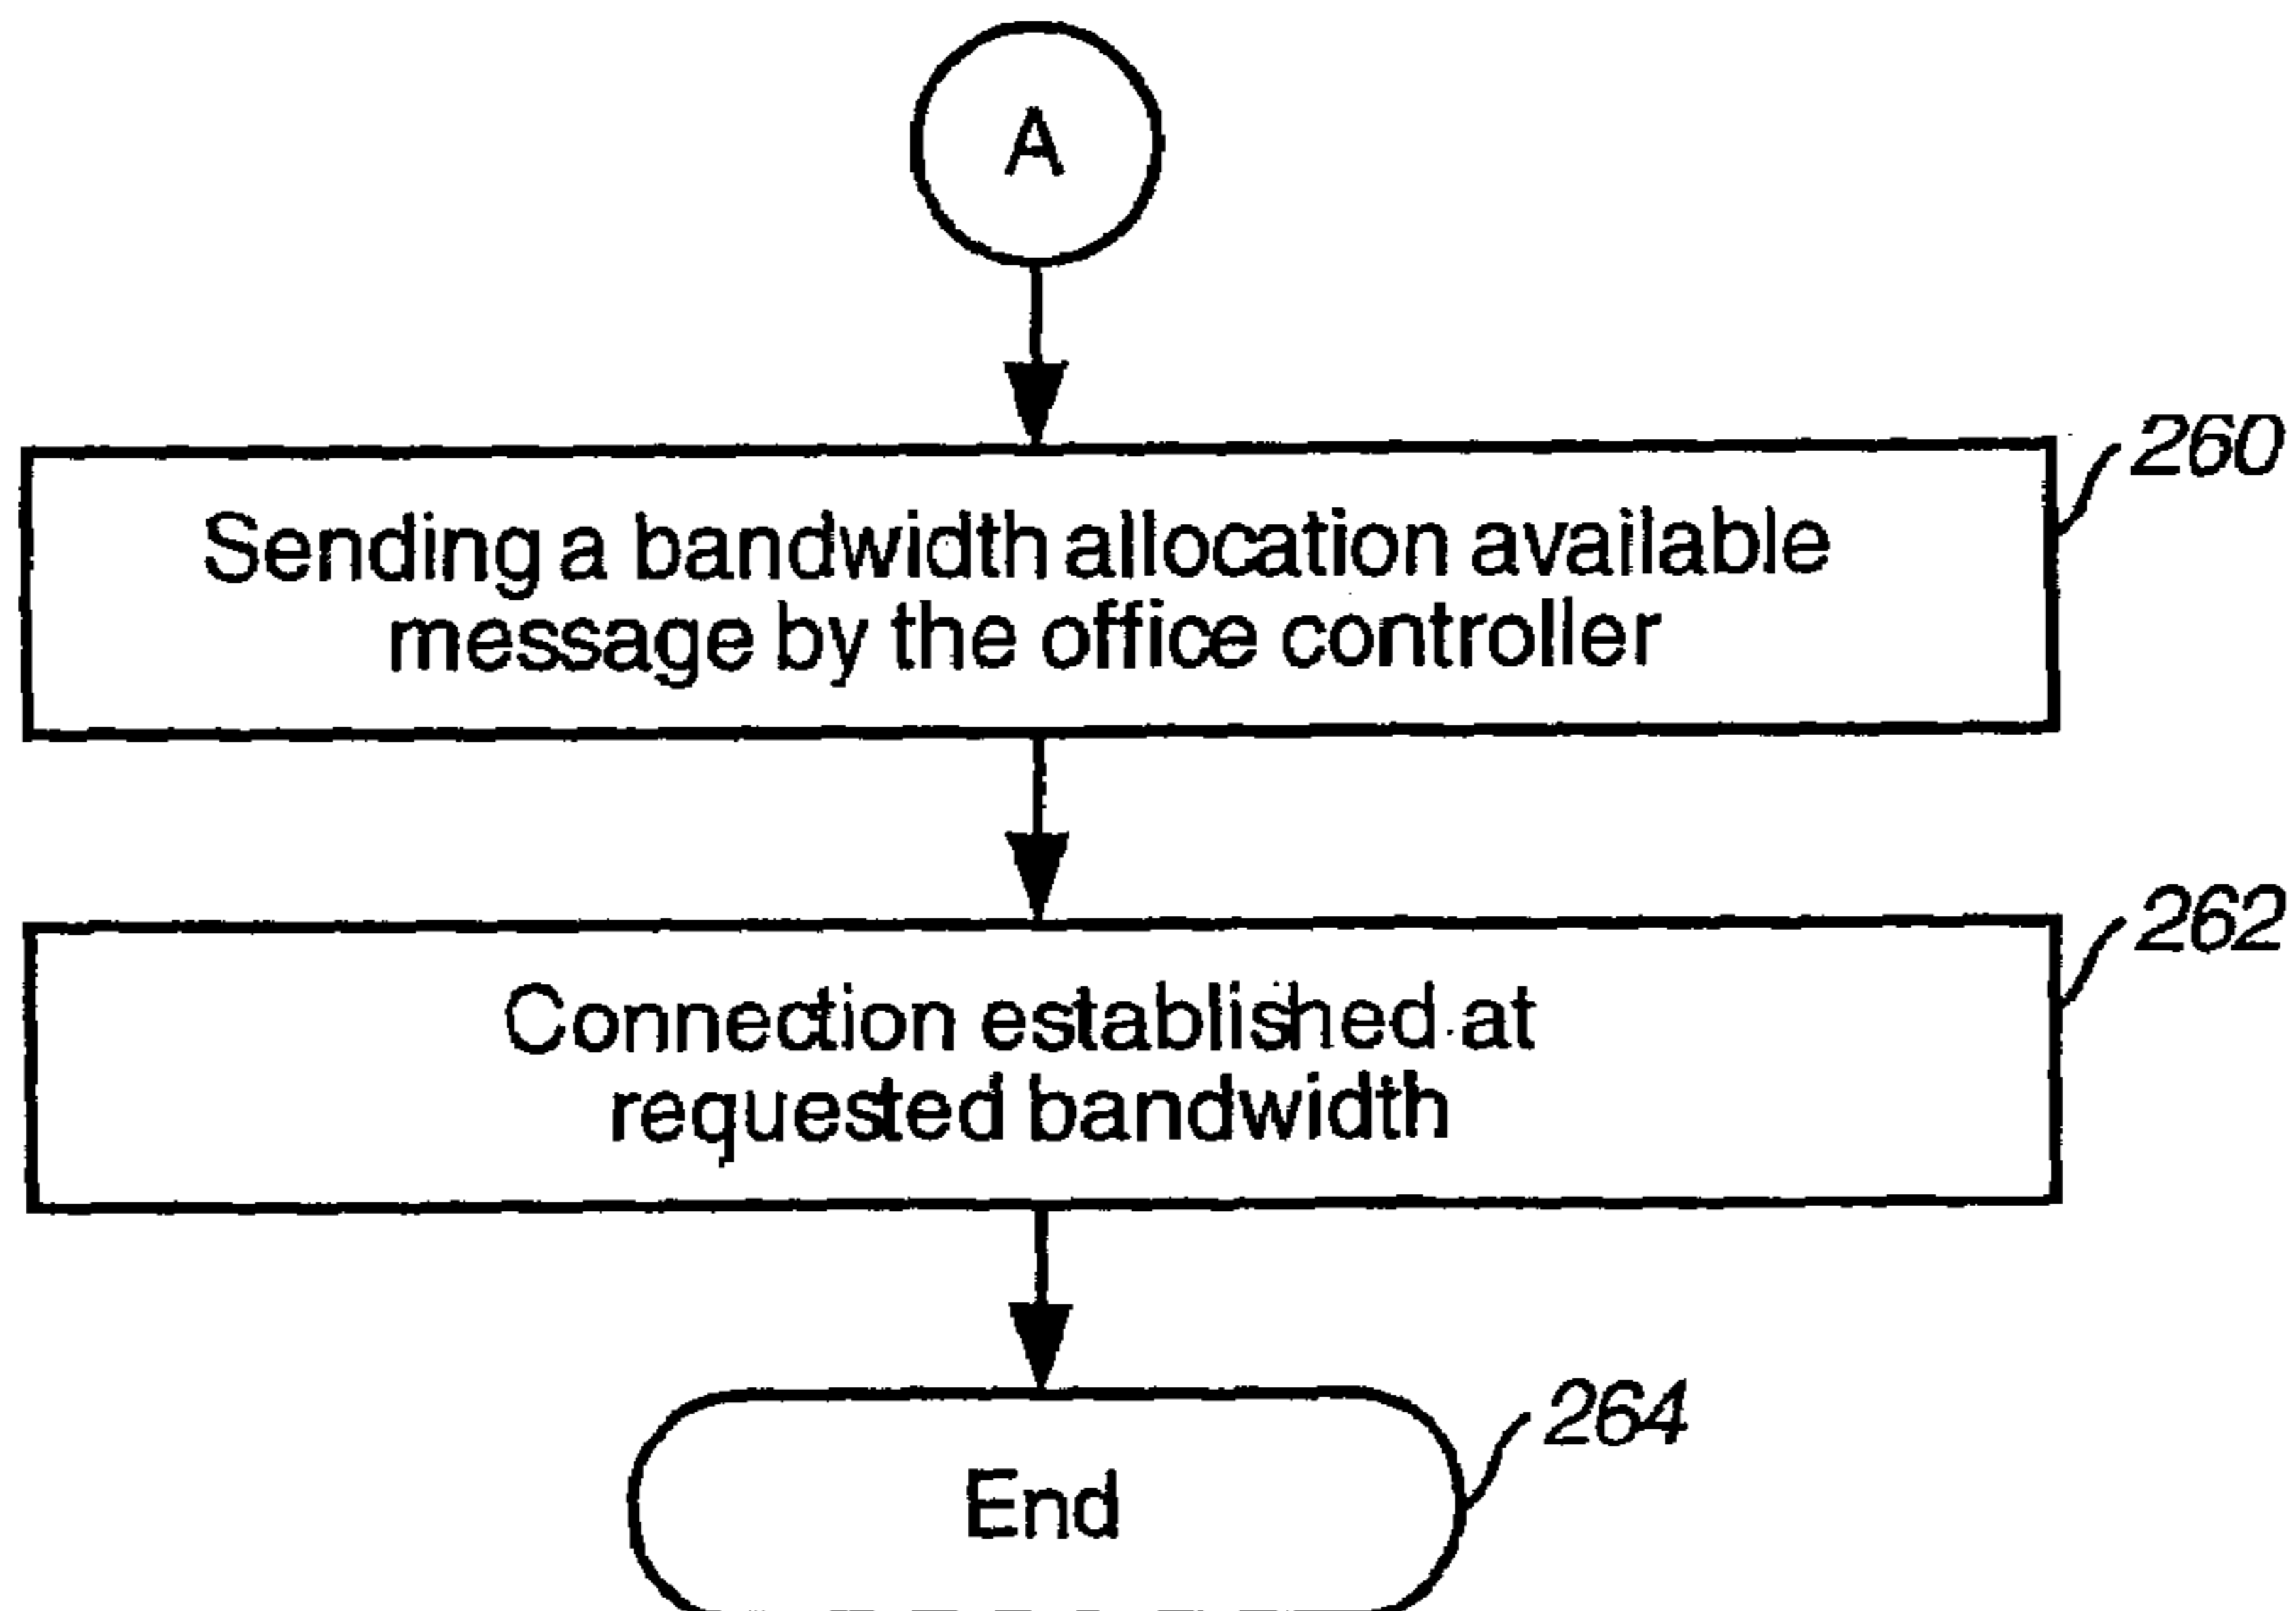 A
260
Sending a bandwidth allocation available
message by the office controller
262
Connection established at
requested bandwidth
264
End